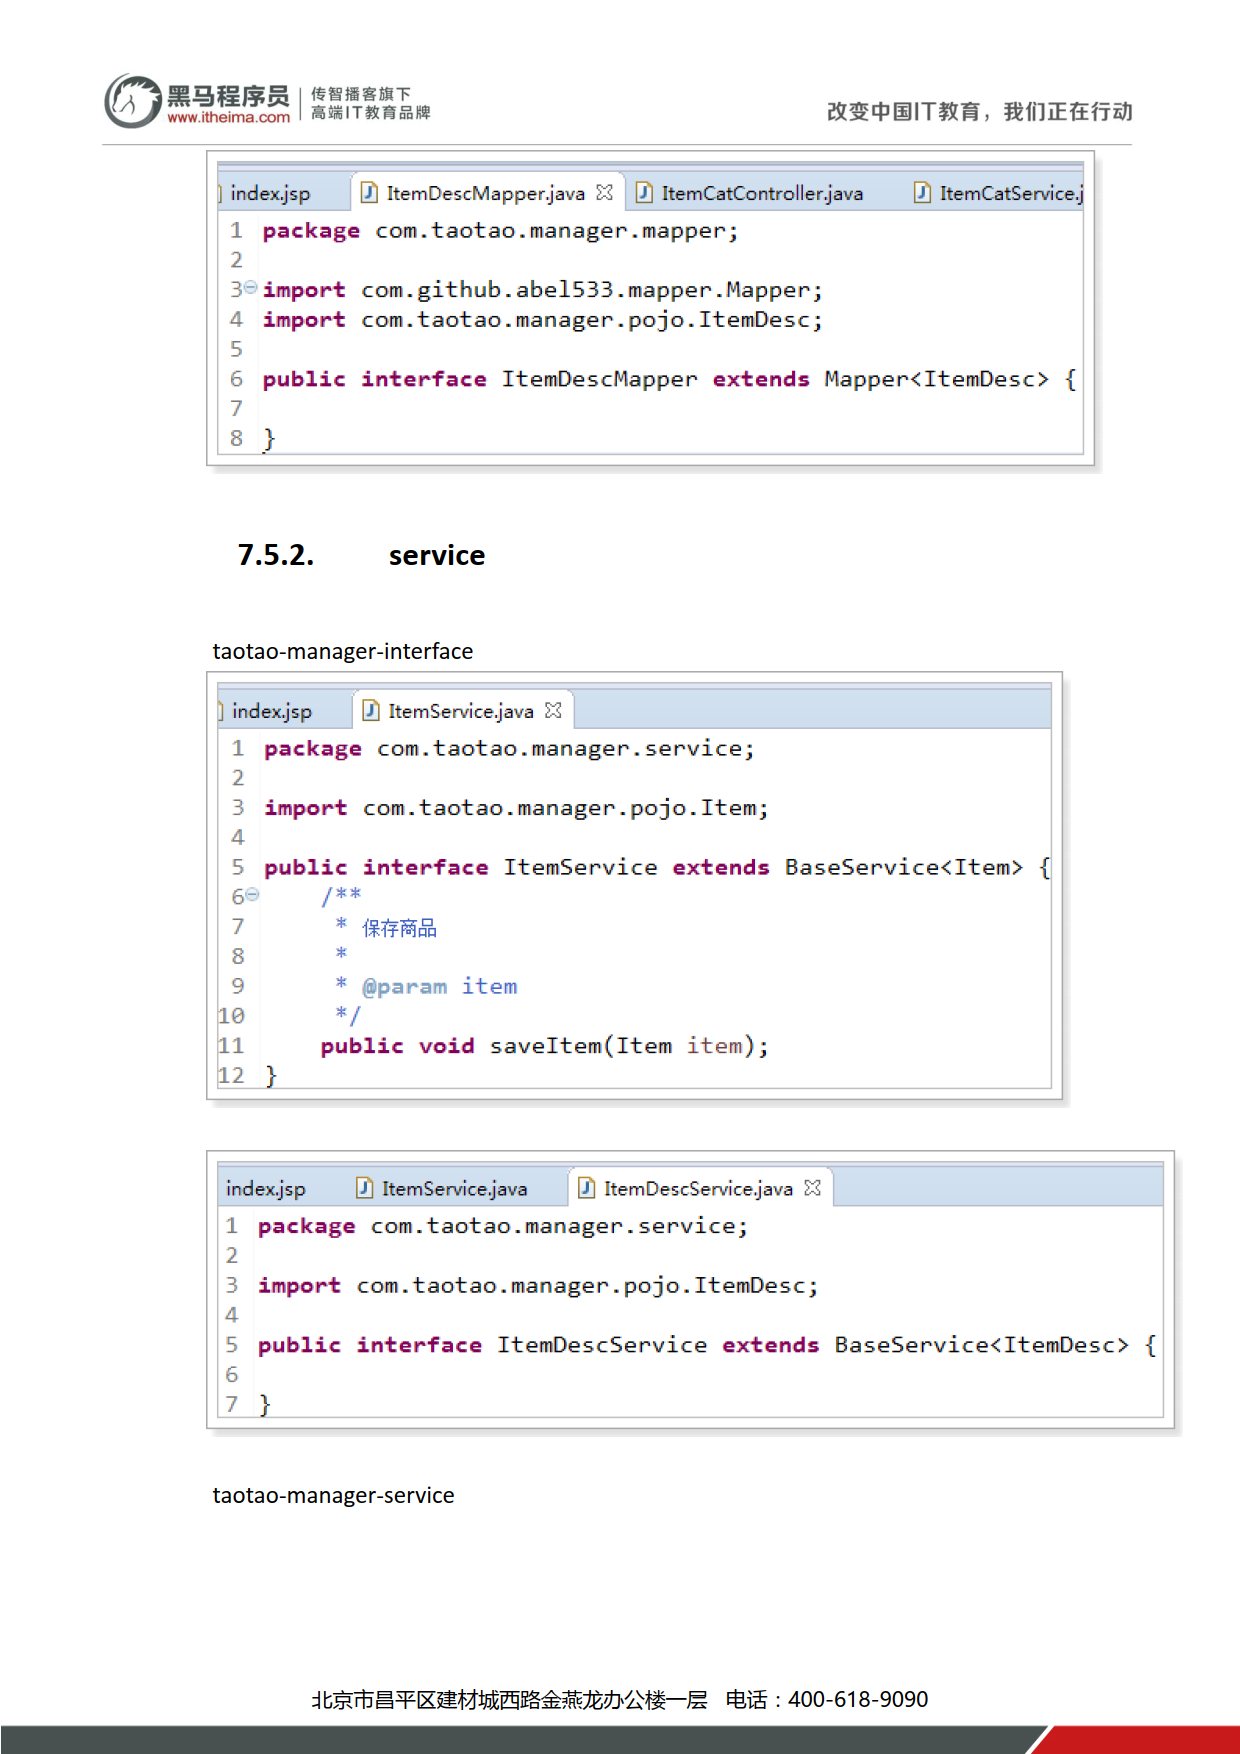 黑马程序员
www.itheima.com
传智播客旗下
高端IT教育品牌
改变中国IT教育，我们正在行动
index.jsp ItemDescMapper.java ItemCatController.java ItemCatService.j
1 package com.taotao.manager.mapper;
2
3 import com.github.abel533.mapper.Mapper;
4 import com.taotao.manager.pojo.ItemDesc;
5
6 public interface ItemDescMapper extends Mapper<ItemDesc> {
7
8 }
7.5.2. service
taotao-manager-interface
index.jsp ItemService.java
1 package com.taotao.manager.service;
2
3 import com.taotao.manager.pojo.Item;
4
5 public interface ItemService extends BaseService<Item> {
6 /**
7 * 保存商品
8 *
9 * @param item
10 */
11 public void saveItem(Item item);
12 }
index.jsp ItemService.java ItemDescService.java
1 package com.taotao.manager.service;
2
3 import com.taotao.manager.pojo.ItemDesc;
4
5 public interface ItemDescService extends BaseService<ItemDesc> {
6
7 }
taotao-manager-service
北京市昌平区建材城西路金燕龙办公楼一层 电话：400-618-9090